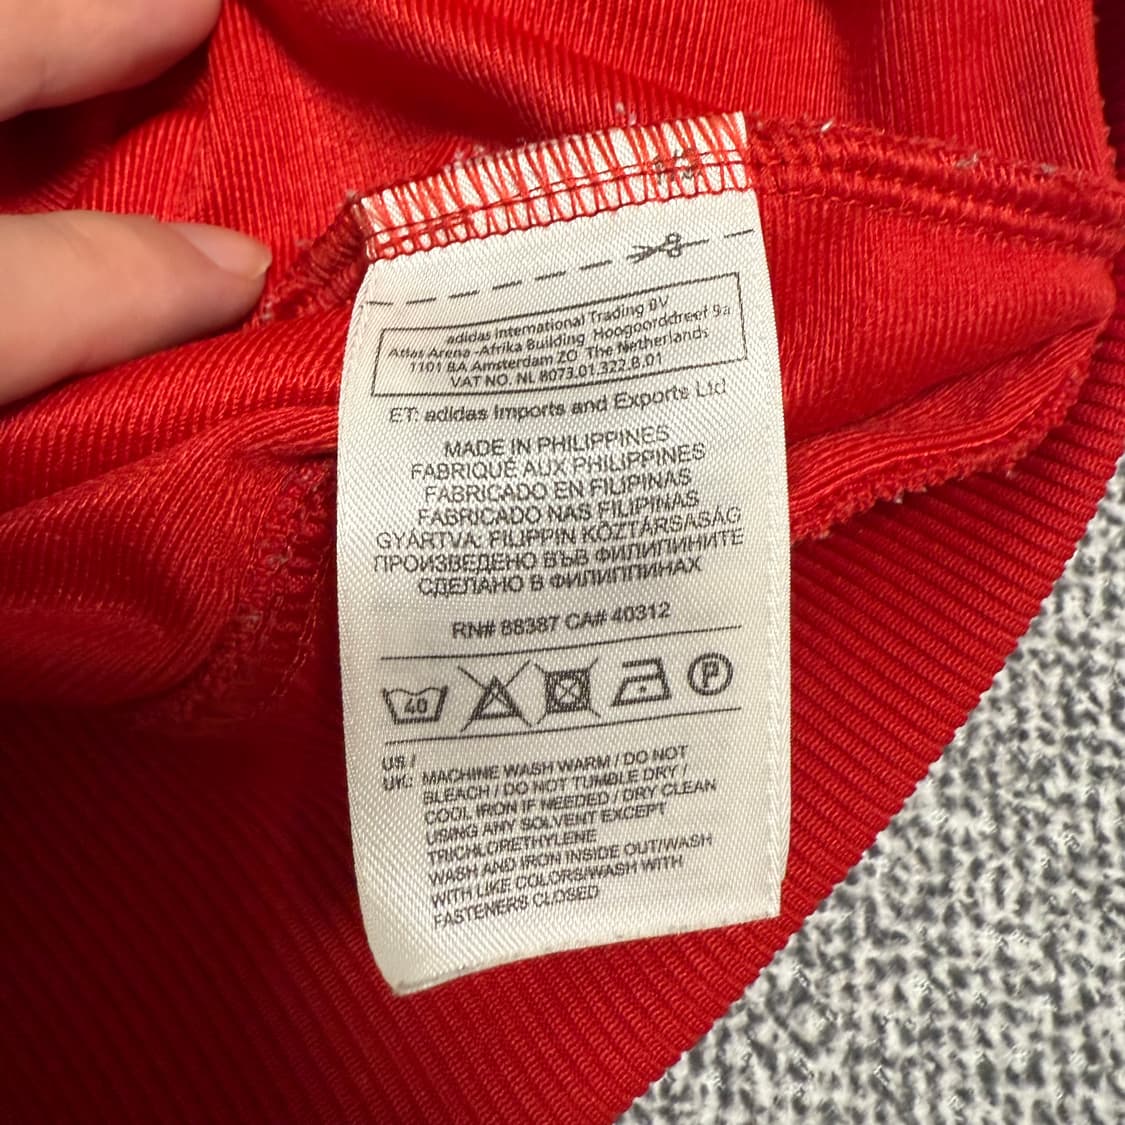 adidas International Trading BV
Atlas Arena -Afrika Building Hoogoorddreef 9a
1101 BA Amsterdam ZO The Netherlands
VAT NO. NL 8073.01.322.B.01
ET: adidas Imports and Exports Ltd
MADE IN PHILIPPINES
FABRIQUÉ AUX PHILIPPINES
FABRICADO EN FILIPINAS
FABRICADO NAS FILIPINAS
GYÁRTVA: FILIPPIN KÖZTÁRSASÁG
ПРОИЗВЕДЕНО ВЪВ ФИЛИПИНИТЕ
СДЕЛАНО В ФИЛИППИНАХ
RN# 88387 CA# 40312
40 P
US /
UK: MACHINE WASH WARM / DO NOT
BLEACH / DO NOT TUMBLE DRY /
COOL IRON IF NEEDED / DRY CLEAN
USING ANY SOLVENT EXCEPT
TRICHLORETHYLENE
WASH AND IRON INSIDE OUT/WASH
WITH LIKE COLORS/WASH WITH
FASTENERS CLOSED